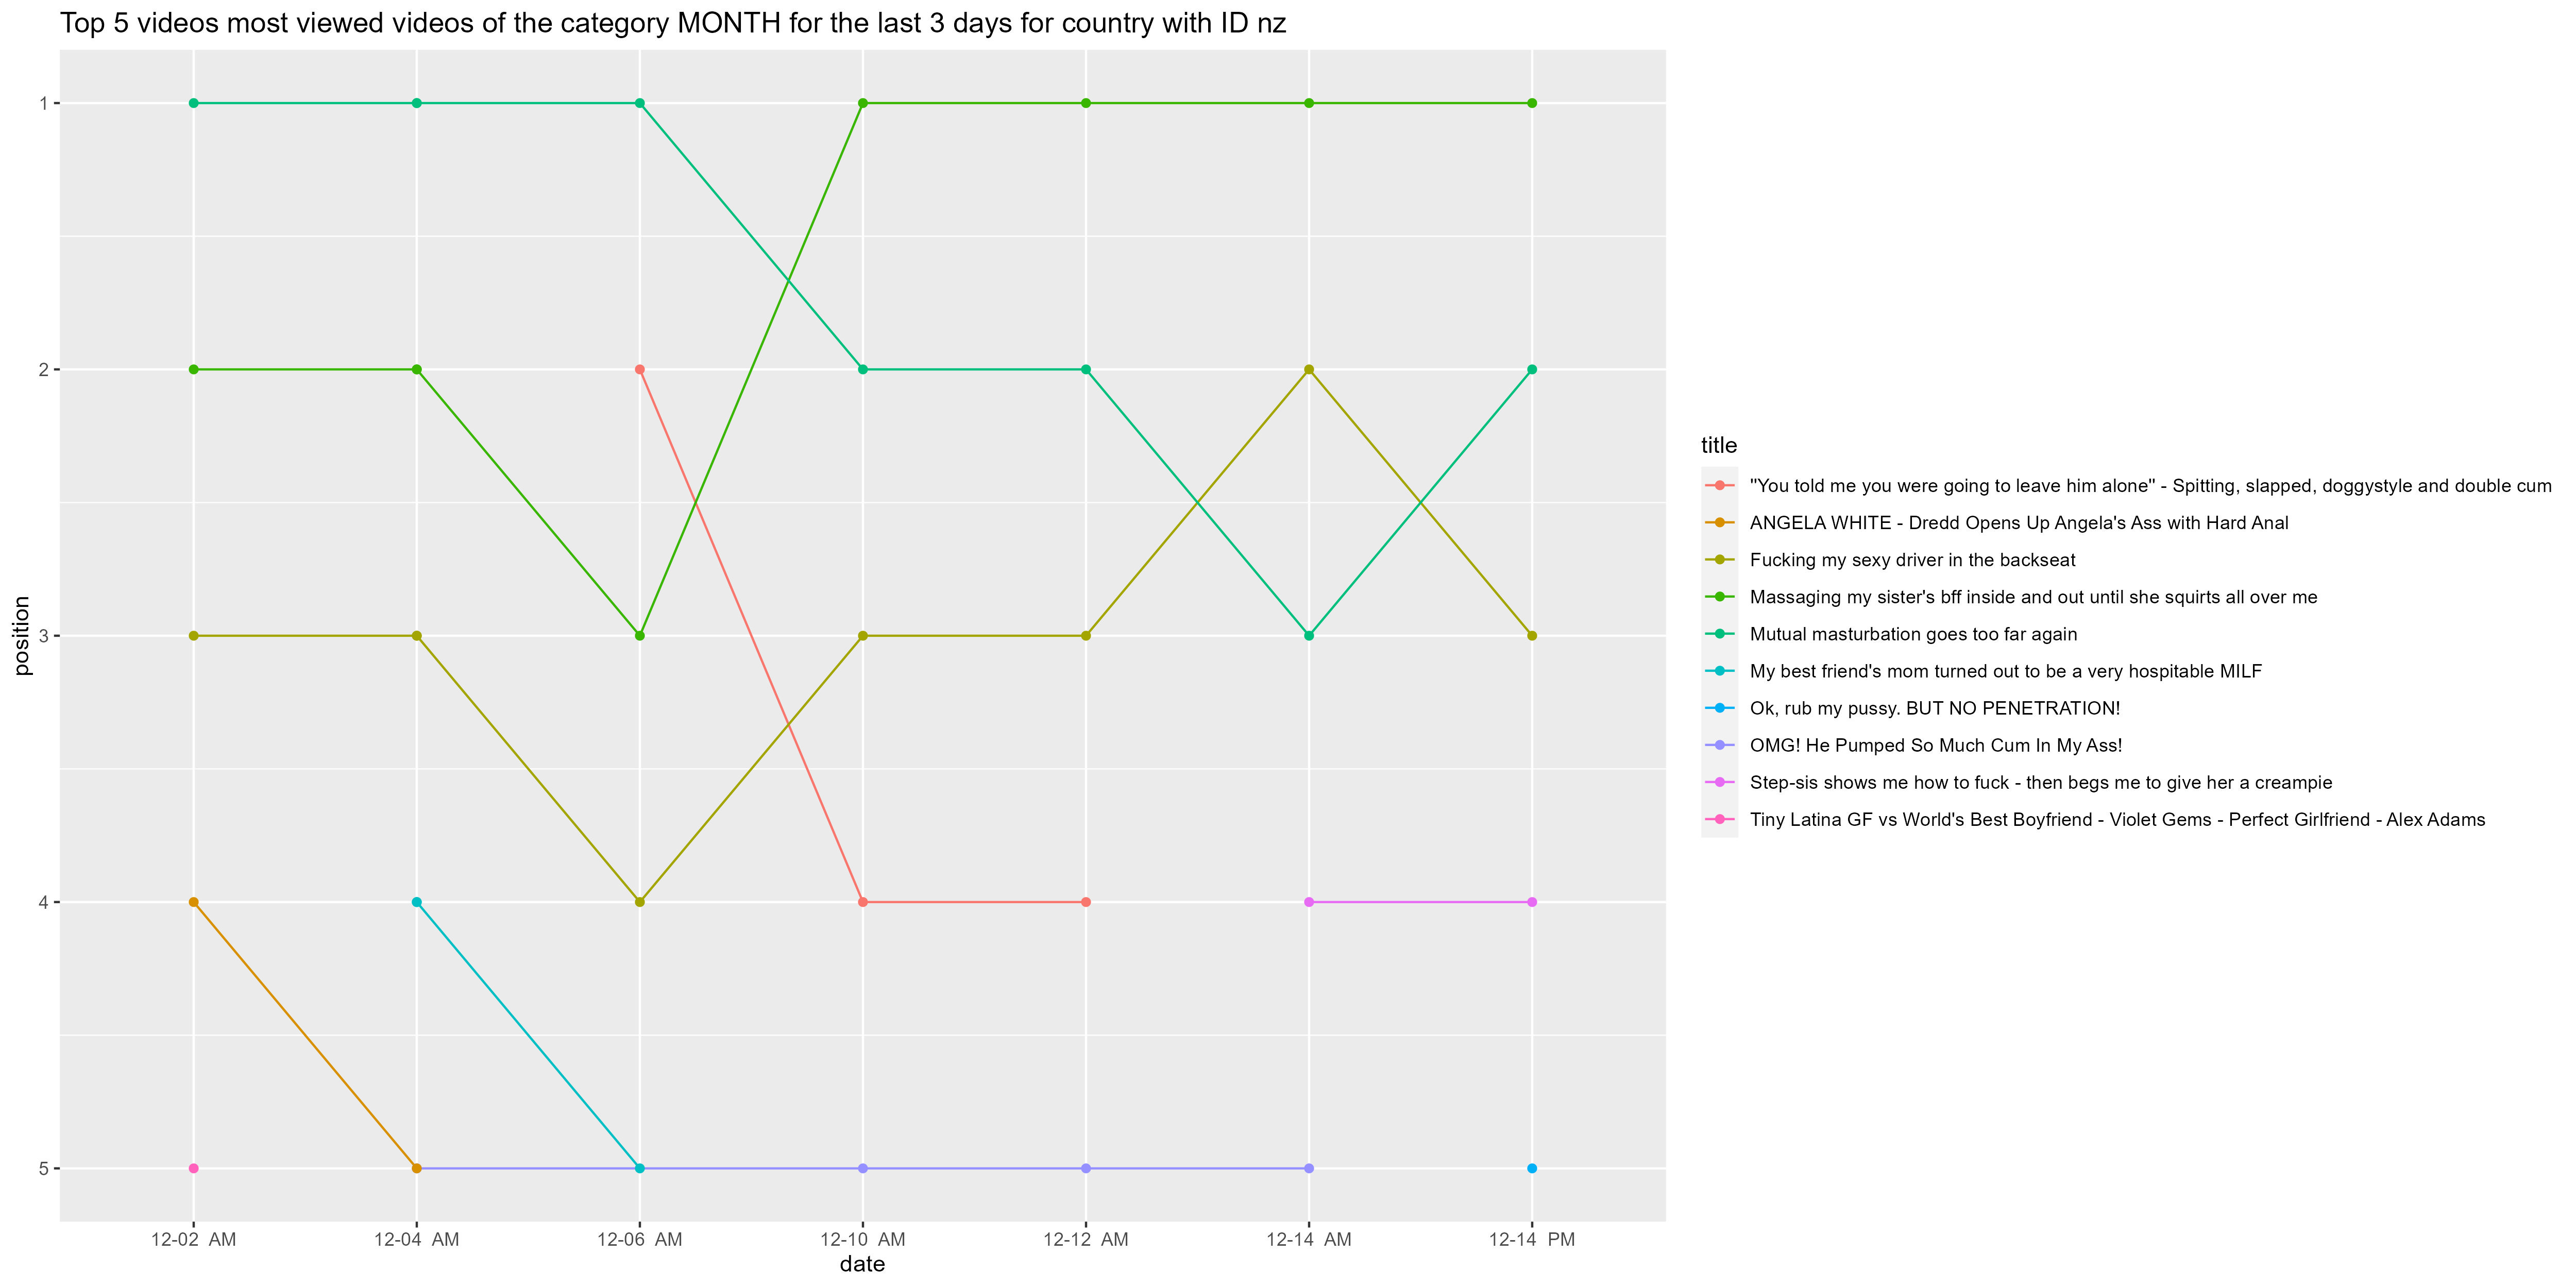 Top 5 videos most viewed videos of the category MONTH for the last 3 days for country with ID nz
position
1
2
3
4
5
12-02 AM
12-04 AM
12-06 AM
12-10 AM
12-12 AM
12-14 AM
12-14 PM
date
title
"You told me you were going to leave him alone" - Spitting, slapped, doggystyle and double cum
ANGELA WHITE - Dredd Opens Up Angela's Ass with Hard Anal
Fucking my sexy driver in the backseat
Massaging my sister's bff inside and out until she squirts all over me
Mutual masturbation goes too far again
My best friend's mom turned out to be a very hospitable MILF
Ok, rub my pussy. BUT NO PENETRATION!
OMG! He Pumped So Much Cum In My Ass!
Step-sis shows me how to fuck - then begs me to give her a creampie
Tiny Latina GF vs World's Best Boyfriend - Violet Gems - Perfect Girlfriend - Alex Adams